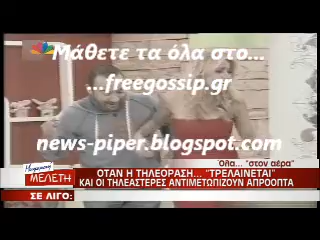 Μάθετε τα όλα στο...
...freegossip.gr
news-piper.blogspot.com
Όλα... "στον αέρα"
ΜΕΛΕΤΗ
ΟΤΑΝ Η ΤΗΛΕΟΡΑΣΗ... "ΤΡΕΛΑΙΝΕΤΑΙ"
ΚΑΙ ΟΙ ΤΗΛΕΑΣΤΕΡΕΣ ΑΝΤΙΜΕΤΩΠΙΖΟΥΝ ΑΠΡΟΟΠΤΑ
ΣΕ ΛΙΓΟ: